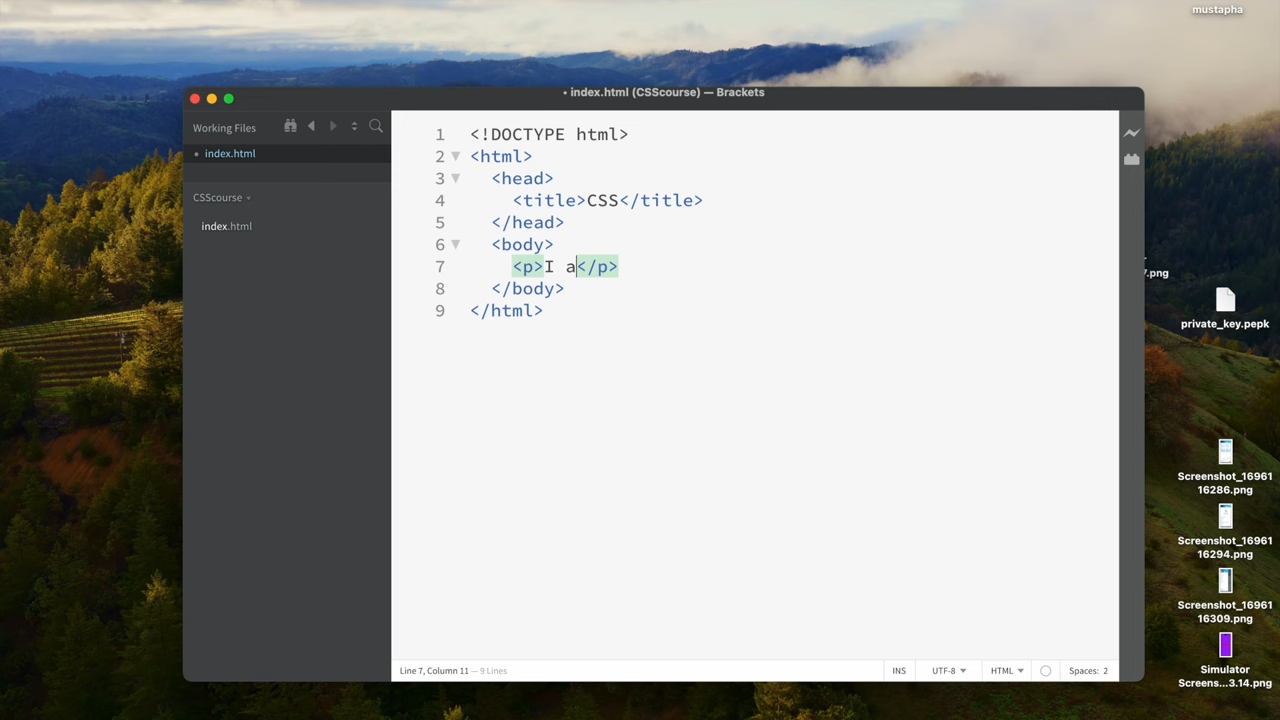 mustapha
• index.html (CSScourse) — Brackets
Working Files
• index.html
CSScourse
index.html
1 <!DOCTYPE html>
2 <html>
3 <head>
4 <title>CSS</title>
5 </head>
6 <body>
7 <p>I a</p>
8 </body>
9 </html>
Line 7, Column 11 — 9 Lines
INS
UTF-8
HTML
Spaces: 2
.png
private_key.pepk
Screenshot_16961
16286.png
Screenshot_16961
16294.png
Screenshot_16961
16309.png
Simulator
Screens...3.14.png